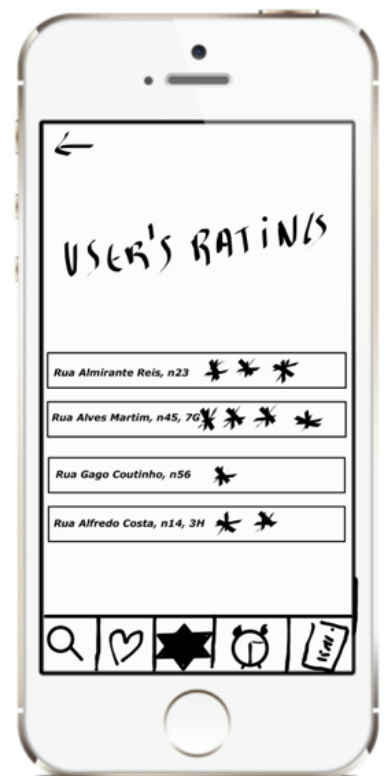 USER'S RATINGS
Rua Almirante Reis, n23
Rua Alves Martim, n45, 7G
Rua Gago Coutinho, n56
Rua Alfredo Costa, n14, 3H